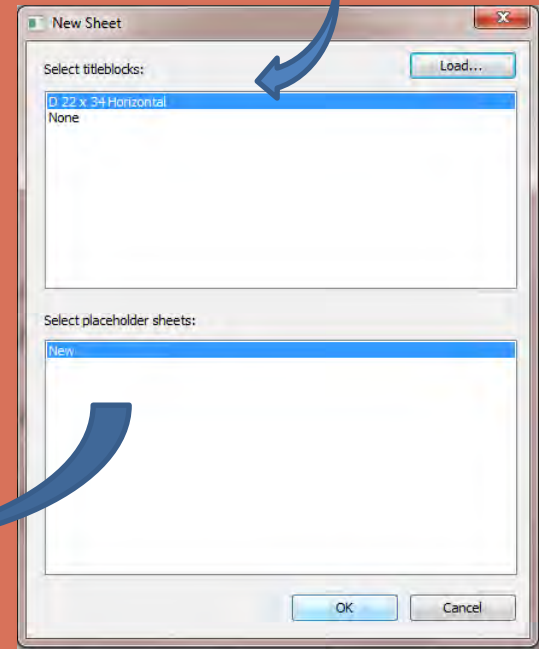 New Sheet
Select titleblocks:
Load...
D 22 x 34 Horizontal
None
Select placeholder sheets:
New
OK
Cancel